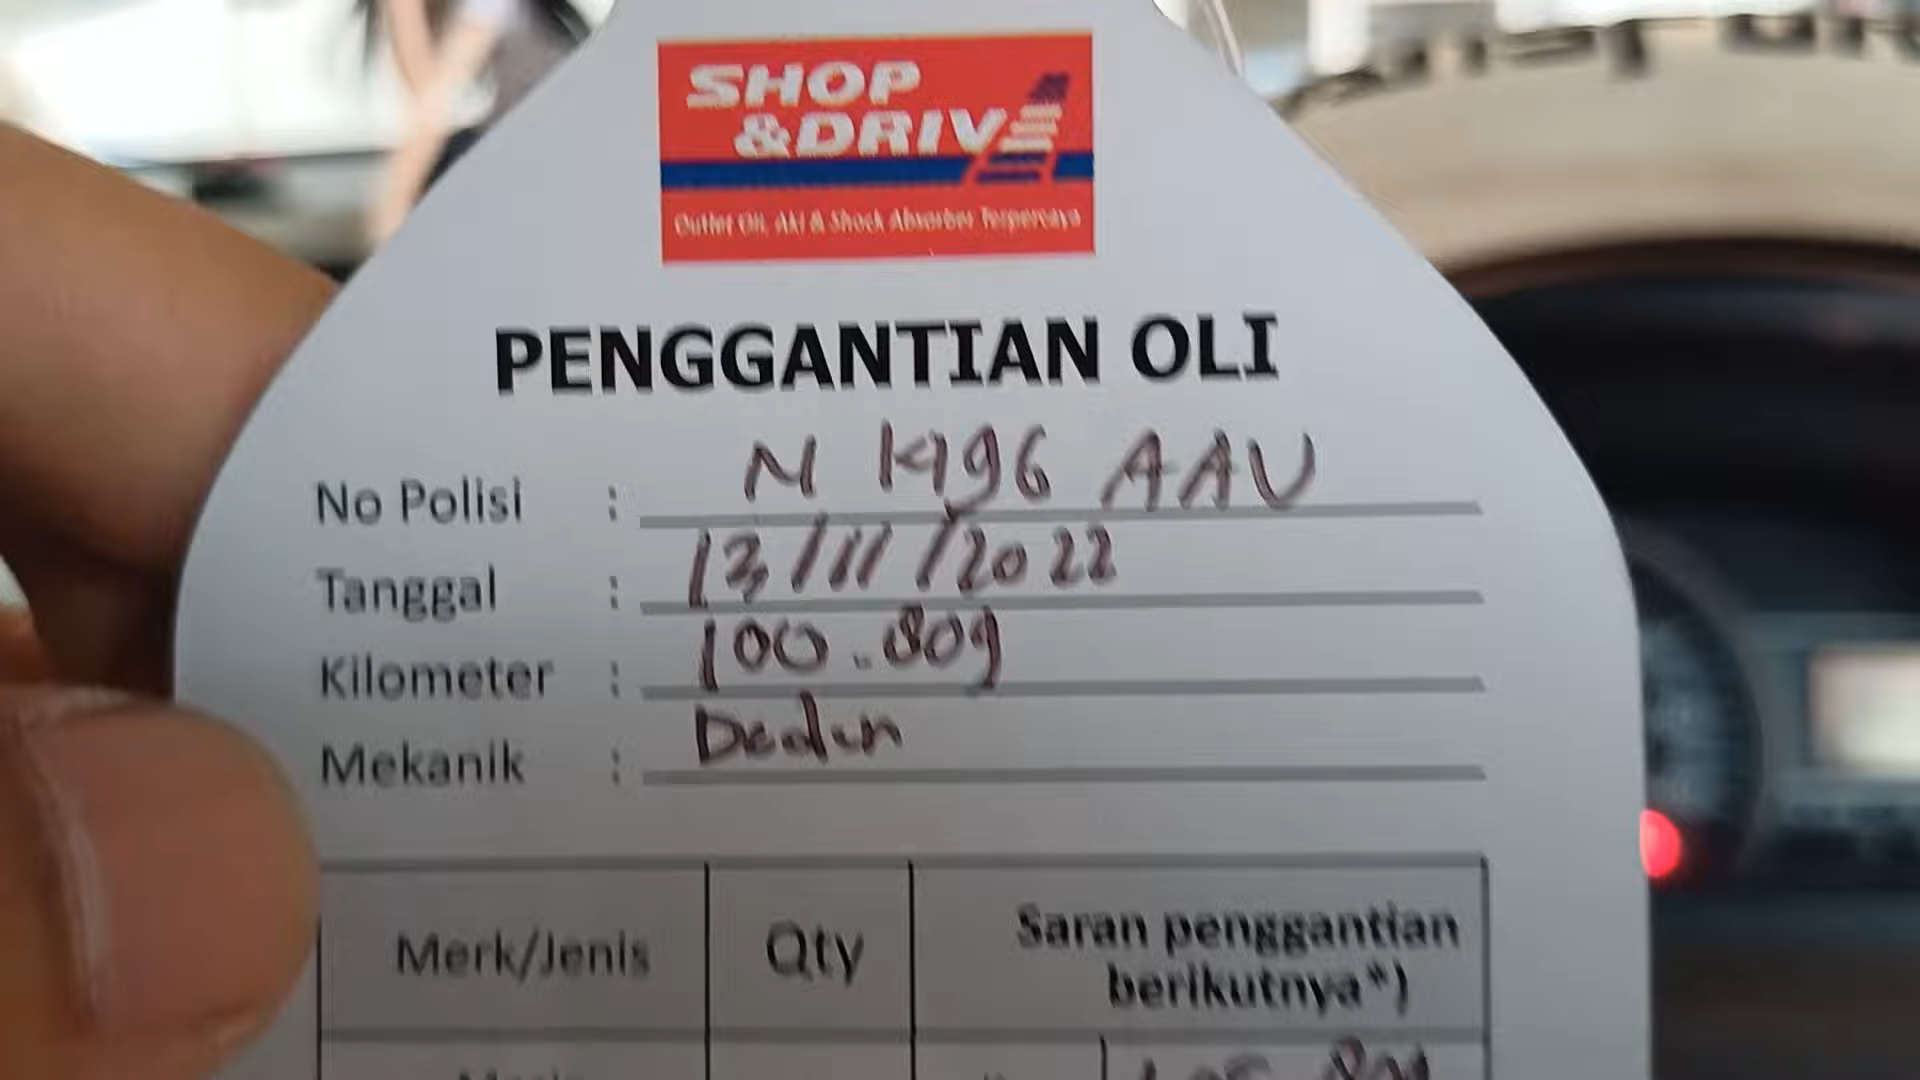 SHOP
&DRIVE
Outlet Oli, Aki & Shock Absorber Terpercaya
PENGGANTIAN OLI
No Polisi : N 1496 AAU
Tanggal : 13/11/2022
Kilometer : 100.809
Mekanik : Deden
Merk/Jenis Qty Saran penggantian
berikutnya*)